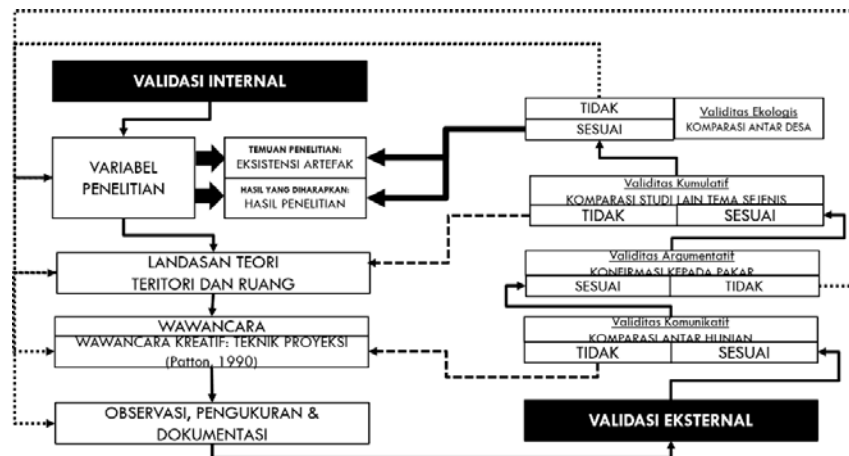 VALIDASI INTERNAL
VARIABEL
PENELITIAN
TEMUAN PENELITIAN:
EKSISTENSI ARTEFAK
HASIL YANG DIHARAPKAN:
HASIL PENELITIAN
LANDASAN TEORI
TERITORI DAN RUANG
WAWANCARA
WAWANCARA KREATIF: TEKNIK PROYEKSI
(Patton, 1990)
OBSERVASI, PENGUKURAN &
DOKUMENTASI
TIDAK
SESUAI
Validitas Ekologis
KOMPARASI ANTAR DESA
Validitas Kumulatif
KOMPARASI STUDI LAIN TEMA SEJENIS
TIDAK
SESUAI
Validitas Argumentatif
KONFIRMASI KEPADA PAKAR
SESUAI
TIDAK
Validitas Komunikatif
KOMPARASI ANTAR HUNIAN
TIDAK
SESUAI
VALIDASI EKSTERNAL